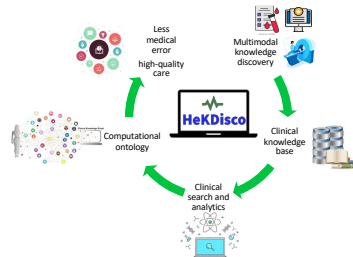 Less
medical
error
high-quality
care
Multimodal
knowledge
discovery
HeKDisco
Computational
ontology
Clinical
knowledge
base
Clinical
search and
analytics